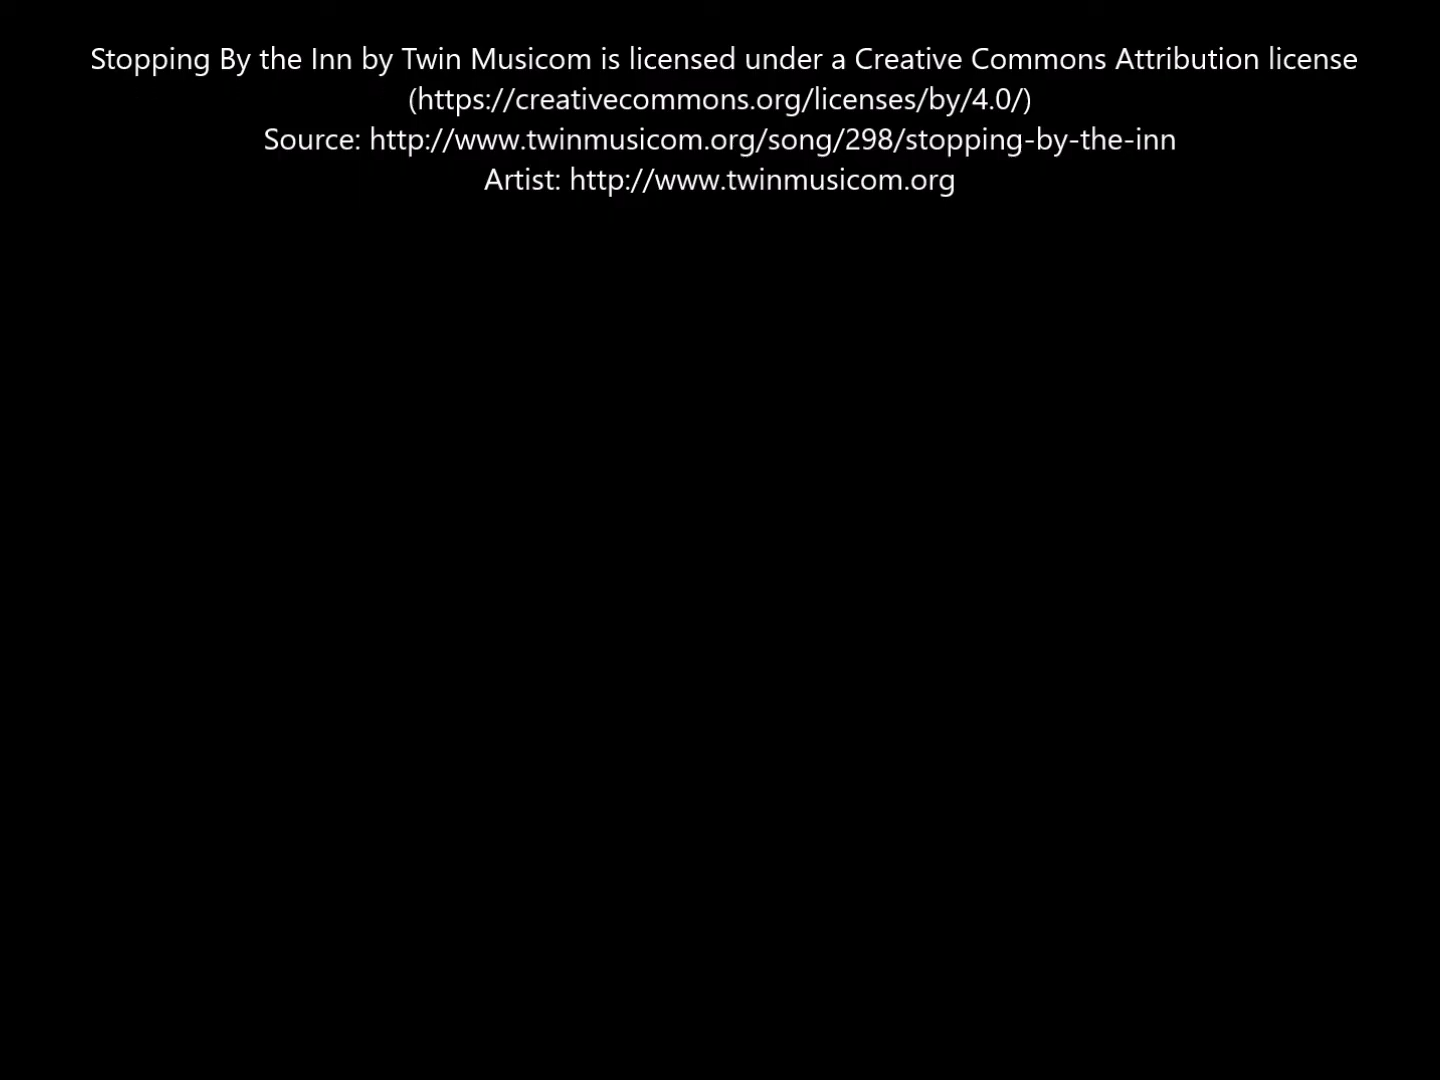 Stopping By the Inn by Twin Musicom is licensed under a Creative Commons Attribution license
(https://creativecommons.org/licenses/by/4.0/)
Source: http://www.twinmusicom.org/song/298/stopping-by-the-inn
Artist: http://www.twinmusicom.org